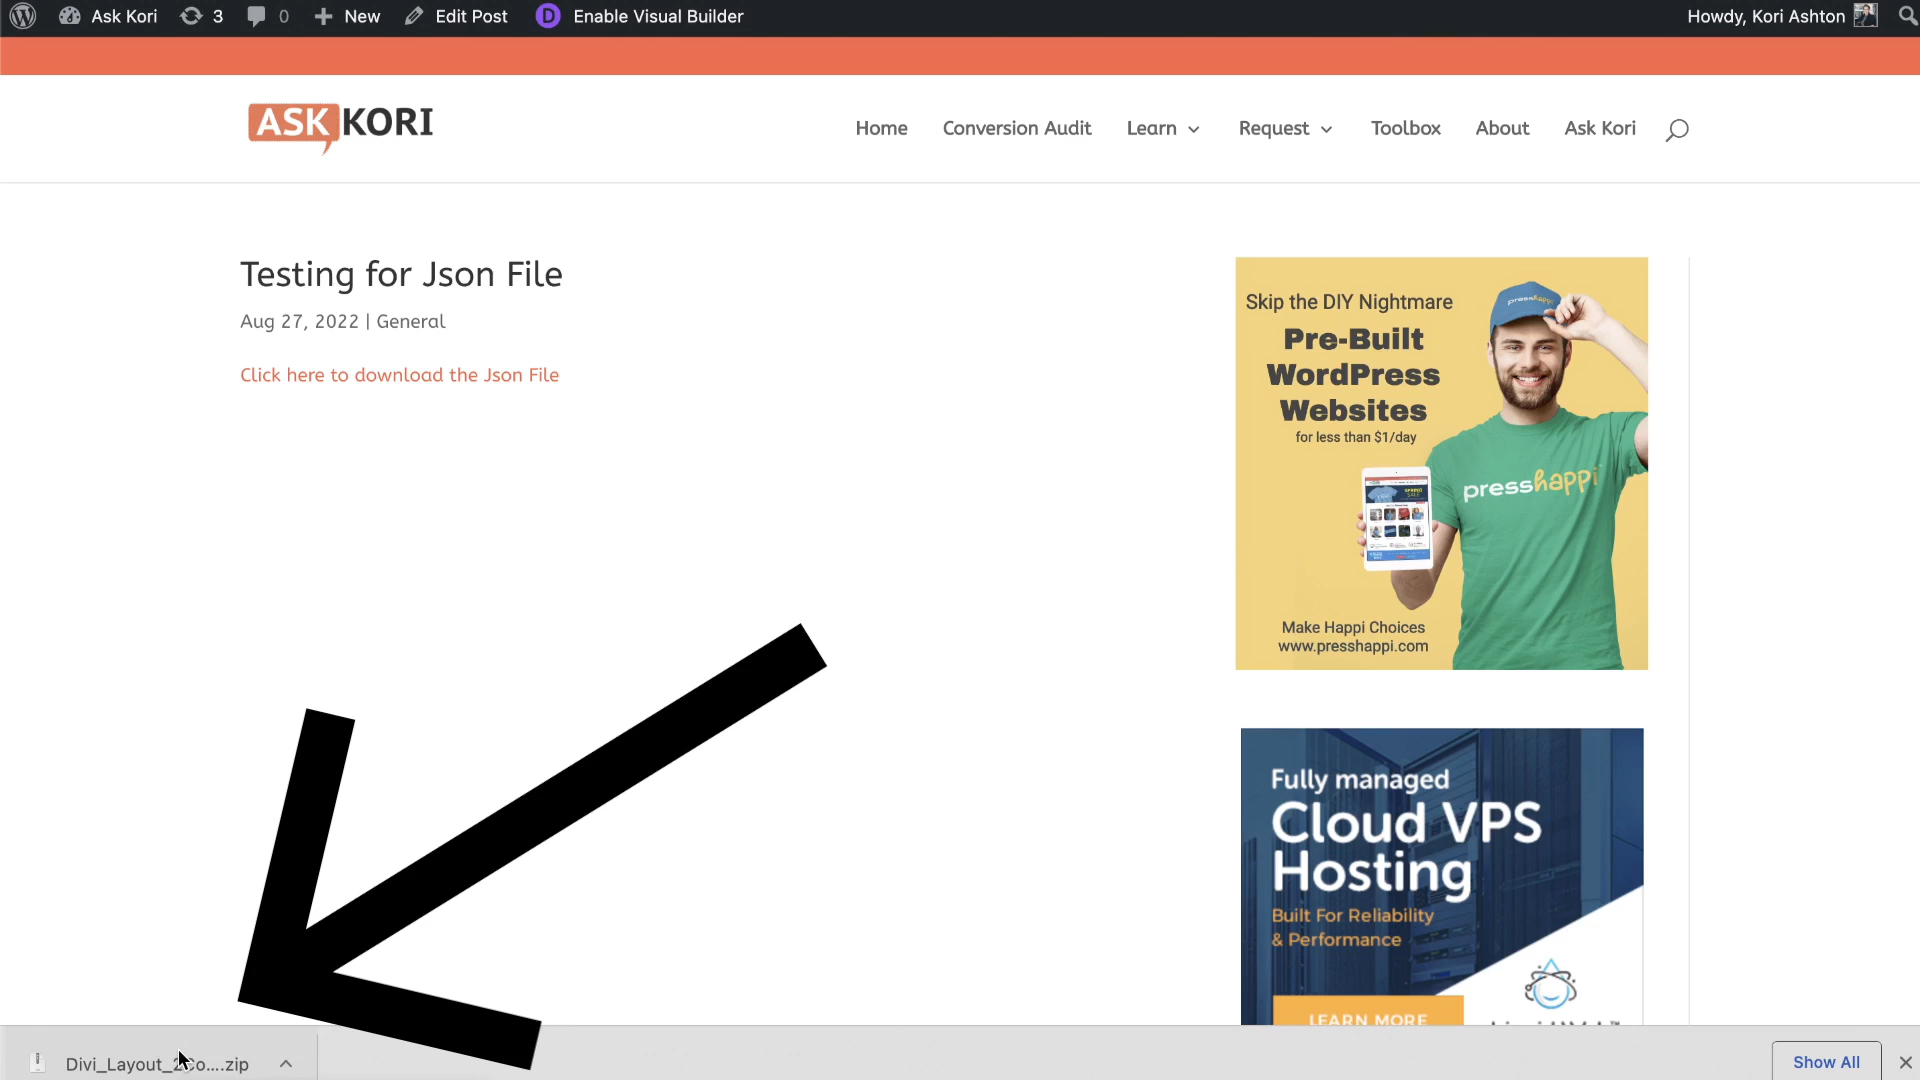 Ask Kori 3 0 New Edit Post D Enable Visual Builder Howdy, Kori Ashton
ASK KORI
Home Conversion Audit Learn Request Toolbox About Ask Kori
Testing for Json File
Aug 27, 2022 | General
Click here to download the Json File
Skip the DIY Nightmare
Pre-Built
WordPress
Websites
for less than $1/day
presshappi
presshappi
Make Happi Choices
www.presshappi.com
Fully managed
Cloud VPS
Hosting
Built For Reliability
& Performance
LEARN MORE
Show All